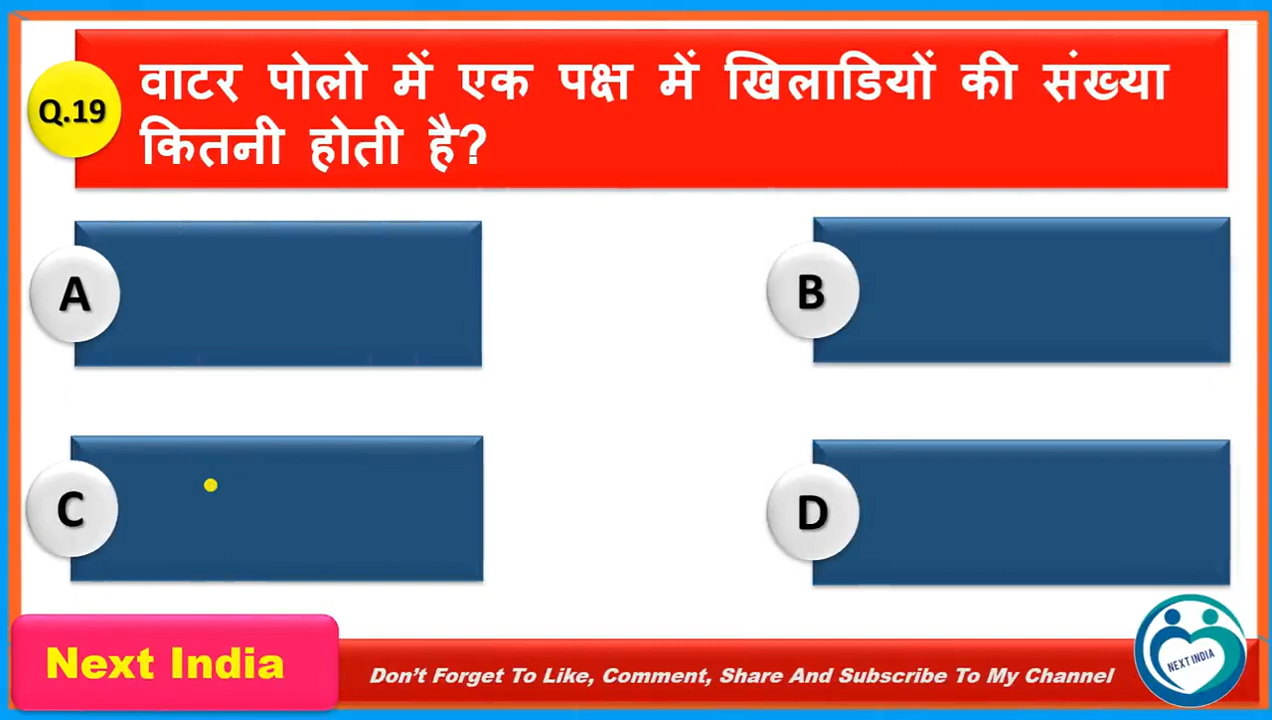 Q.19
वाटर पोलो में एक पक्ष में खिलाडियों की संख्या
कितनी होती है?
A
B
C
D
Next India
Don't Forget To Like, Comment, Share And Subscribe To My Channel
NEXT INDIA